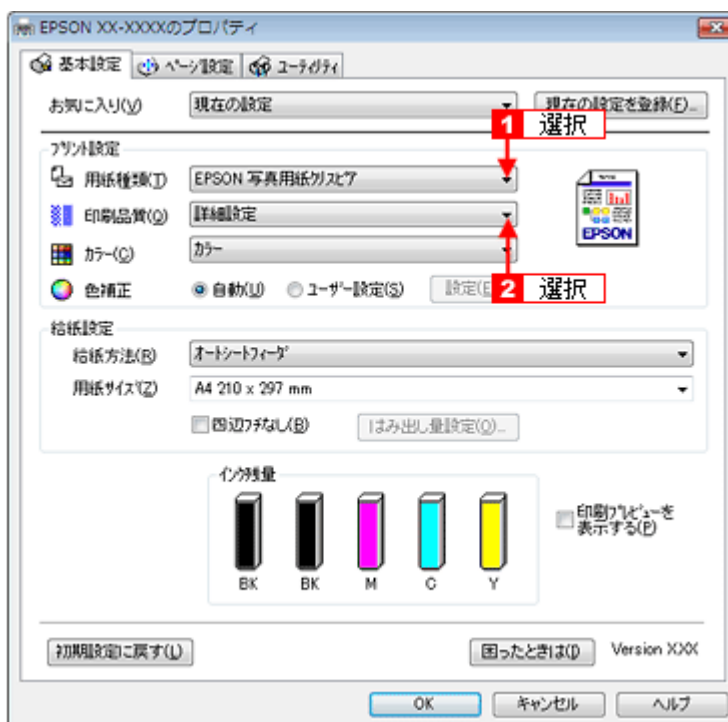 EPSON XX-XXXXのプロパティ
基本設定 ページ設定 ユーティリティ
お気に入り(V) 現在の設定 現在の設定を登録(F)...
1 選択
プリント設定
用紙種類(T) EPSON 写真用紙クリスピア
印刷品質(Q) 詳細設定
EPSON
カラー(C) カラー
色補正 自動(U) ユーザー設定(S) 設定(E
2 選択
給紙設定
給紙方法(R) オートシートフィーダ
用紙サイズ(Z) A4 210 x 297 mm
四辺フチなし(B) はみ出し量設定(O)...
インク残量
印刷プレビューを
表示する(P)
BK BK M C Y
初期設定に戻す(L) 困ったときは(I) Version X.XX
OK キャンセル ヘルプ